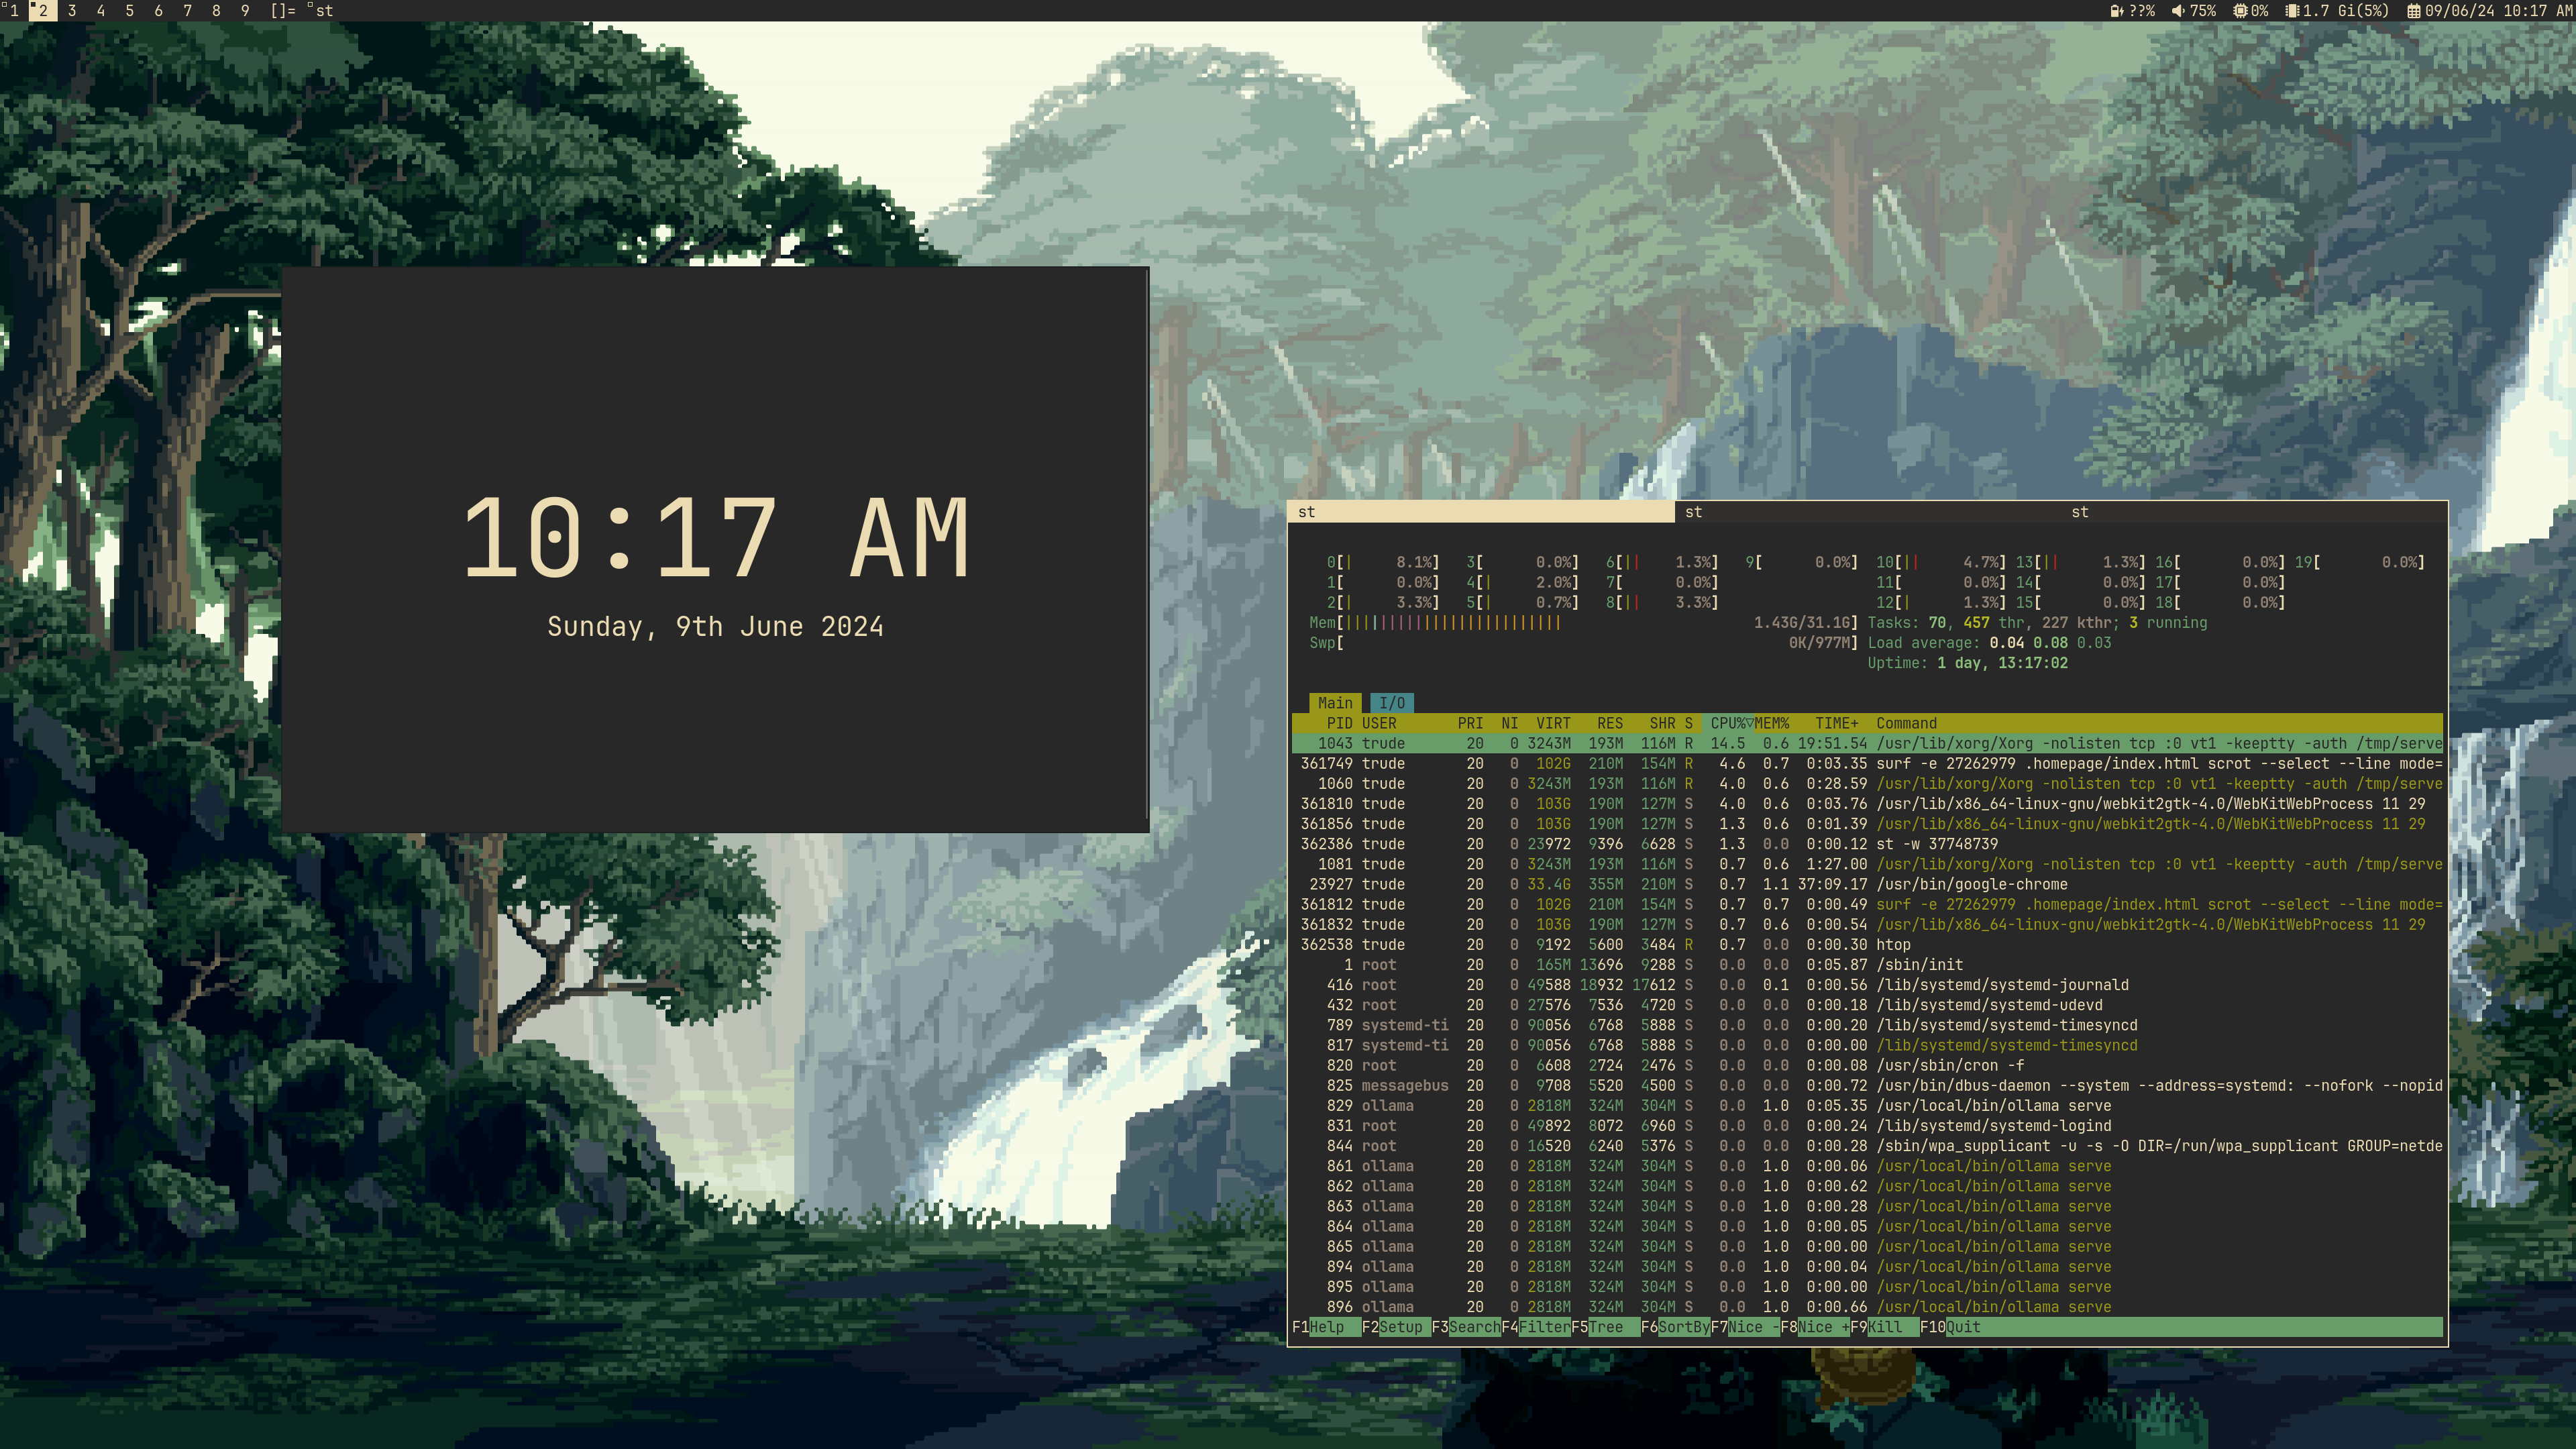 1 2 3 4 5 6 7 8 9 []= st ??% 75% 0% 1.7 Gi(5%) 09/06/24 10:17 AM
10:17 AM
Sunday, 9th June 2024
st st st
0[| 8.1%] 3[ 0.0%] 6[|| 1.3%] 9[ 0.0%] 10[|| 4.7%] 13[|| 1.3%] 16[ 0.0%] 19[ 0.0%]
1[ 0.0%] 4[| 2.0%] 7[ 0.0%] 11[ 0.0%] 14[ 0.0%] 17[ 0.0%]
2[| 3.3%] 5[| 0.7%] 8[|| 3.3%] 12[| 1.3%] 15[ 0.0%] 18[ 0.0%]
Mem[||||||||||||||||||||||||| 1.43G/31.1G] Tasks: 70, 457 thr, 227 kthr; 3 running
Swp[ 0K/977M] Load average: 0.04 0.08 0.03
Uptime: 1 day, 13:17:02
Main I/O
PID USER PRI NI VIRT RES SHR S CPU%▽MEM% TIME+ Command
1043 trude 20 0 3243M 193M 116M R 14.5 0.6 19:51.54 /usr/lib/xorg/Xorg -nolisten tcp :0 vt1 -keeptty -auth /tmp/serve
361749 trude 20 0 102G 210M 154M R 4.6 0.7 0:03.35 surf -e 27262979 .homepage/index.html scrot --select --line mode=
1060 trude 20 0 3243M 193M 116M R 4.0 0.6 0:28.59 /usr/lib/xorg/Xorg -nolisten tcp :0 vt1 -keeptty -auth /tmp/serve
361810 trude 20 0 103G 190M 127M S 4.0 0.6 0:03.76 /usr/lib/x86_64-linux-gnu/webkit2gtk-4.0/WebKitWebProcess 11 29
361856 trude 20 0 103G 190M 127M S 1.3 0.6 0:01.39 /usr/lib/x86_64-linux-gnu/webkit2gtk-4.0/WebKitWebProcess 11 29
362386 trude 20 0 23972 9396 6628 S 1.3 0.0 0:00.12 st -w 37748739
1081 trude 20 0 3243M 193M 116M S 0.7 0.6 1:27.00 /usr/lib/xorg/Xorg -nolisten tcp :0 vt1 -keeptty -auth /tmp/serve
23927 trude 20 0 33.4G 355M 210M S 0.7 1.1 37:09.17 /usr/bin/google-chrome
361812 trude 20 0 102G 210M 154M S 0.7 0.7 0:00.49 surf -e 27262979 .homepage/index.html scrot --select --line mode=
361832 trude 20 0 103G 190M 127M S 0.7 0.6 0:00.54 /usr/lib/x86_64-linux-gnu/webkit2gtk-4.0/WebKitWebProcess 11 29
362538 trude 20 0 9192 5600 3484 R 0.7 0.0 0:00.30 htop
1 root 20 0 165M 13696 9288 S 0.0 0.0 0:05.87 /sbin/init
416 root 20 0 49588 18932 17612 S 0.0 0.1 0:00.56 /lib/systemd/systemd-journald
432 root 20 0 27576 7536 4720 S 0.0 0.0 0:00.18 /lib/systemd/systemd-udevd
789 systemd-ti 20 0 90056 6768 5888 S 0.0 0.0 0:00.20 /lib/systemd/systemd-timesyncd
817 systemd-ti 20 0 90056 6768 5888 S 0.0 0.0 0:00.00 /lib/systemd/systemd-timesyncd
820 root 20 0 6608 2724 2476 S 0.0 0.0 0:00.08 /usr/sbin/cron -f
825 messagebus 20 0 9708 5520 4500 S 0.0 0.0 0:00.72 /usr/bin/dbus-daemon --system --address=systemd: --nofork --nopid
829 ollama 20 0 2818M 324M 304M S 0.0 1.0 0:05.35 /usr/local/bin/ollama serve
831 root 20 0 49892 8072 6960 S 0.0 0.0 0:00.24 /lib/systemd/systemd-logind
844 root 20 0 16520 6240 5376 S 0.0 0.0 0:00.28 /sbin/wpa_supplicant -u -s -O DIR=/run/wpa_supplicant GROUP=netde
861 ollama 20 0 2818M 324M 304M S 0.0 1.0 0:00.06 /usr/local/bin/ollama serve
862 ollama 20 0 2818M 324M 304M S 0.0 1.0 0:00.62 /usr/local/bin/ollama serve
863 ollama 20 0 2818M 324M 304M S 0.0 1.0 0:00.28 /usr/local/bin/ollama serve
864 ollama 20 0 2818M 324M 304M S 0.0 1.0 0:00.05 /usr/local/bin/ollama serve
865 ollama 20 0 2818M 324M 304M S 0.0 1.0 0:00.00 /usr/local/bin/ollama serve
894 ollama 20 0 2818M 324M 304M S 0.0 1.0 0:00.04 /usr/local/bin/ollama serve
895 ollama 20 0 2818M 324M 304M S 0.0 1.0 0:00.00 /usr/local/bin/ollama serve
896 ollama 20 0 2818M 324M 304M S 0.0 1.0 0:00.66 /usr/local/bin/ollama serve
F1Help F2Setup F3SearchF4FilterF5Tree F6SortByF7Nice -F8Nice +F9Kill F10Quit